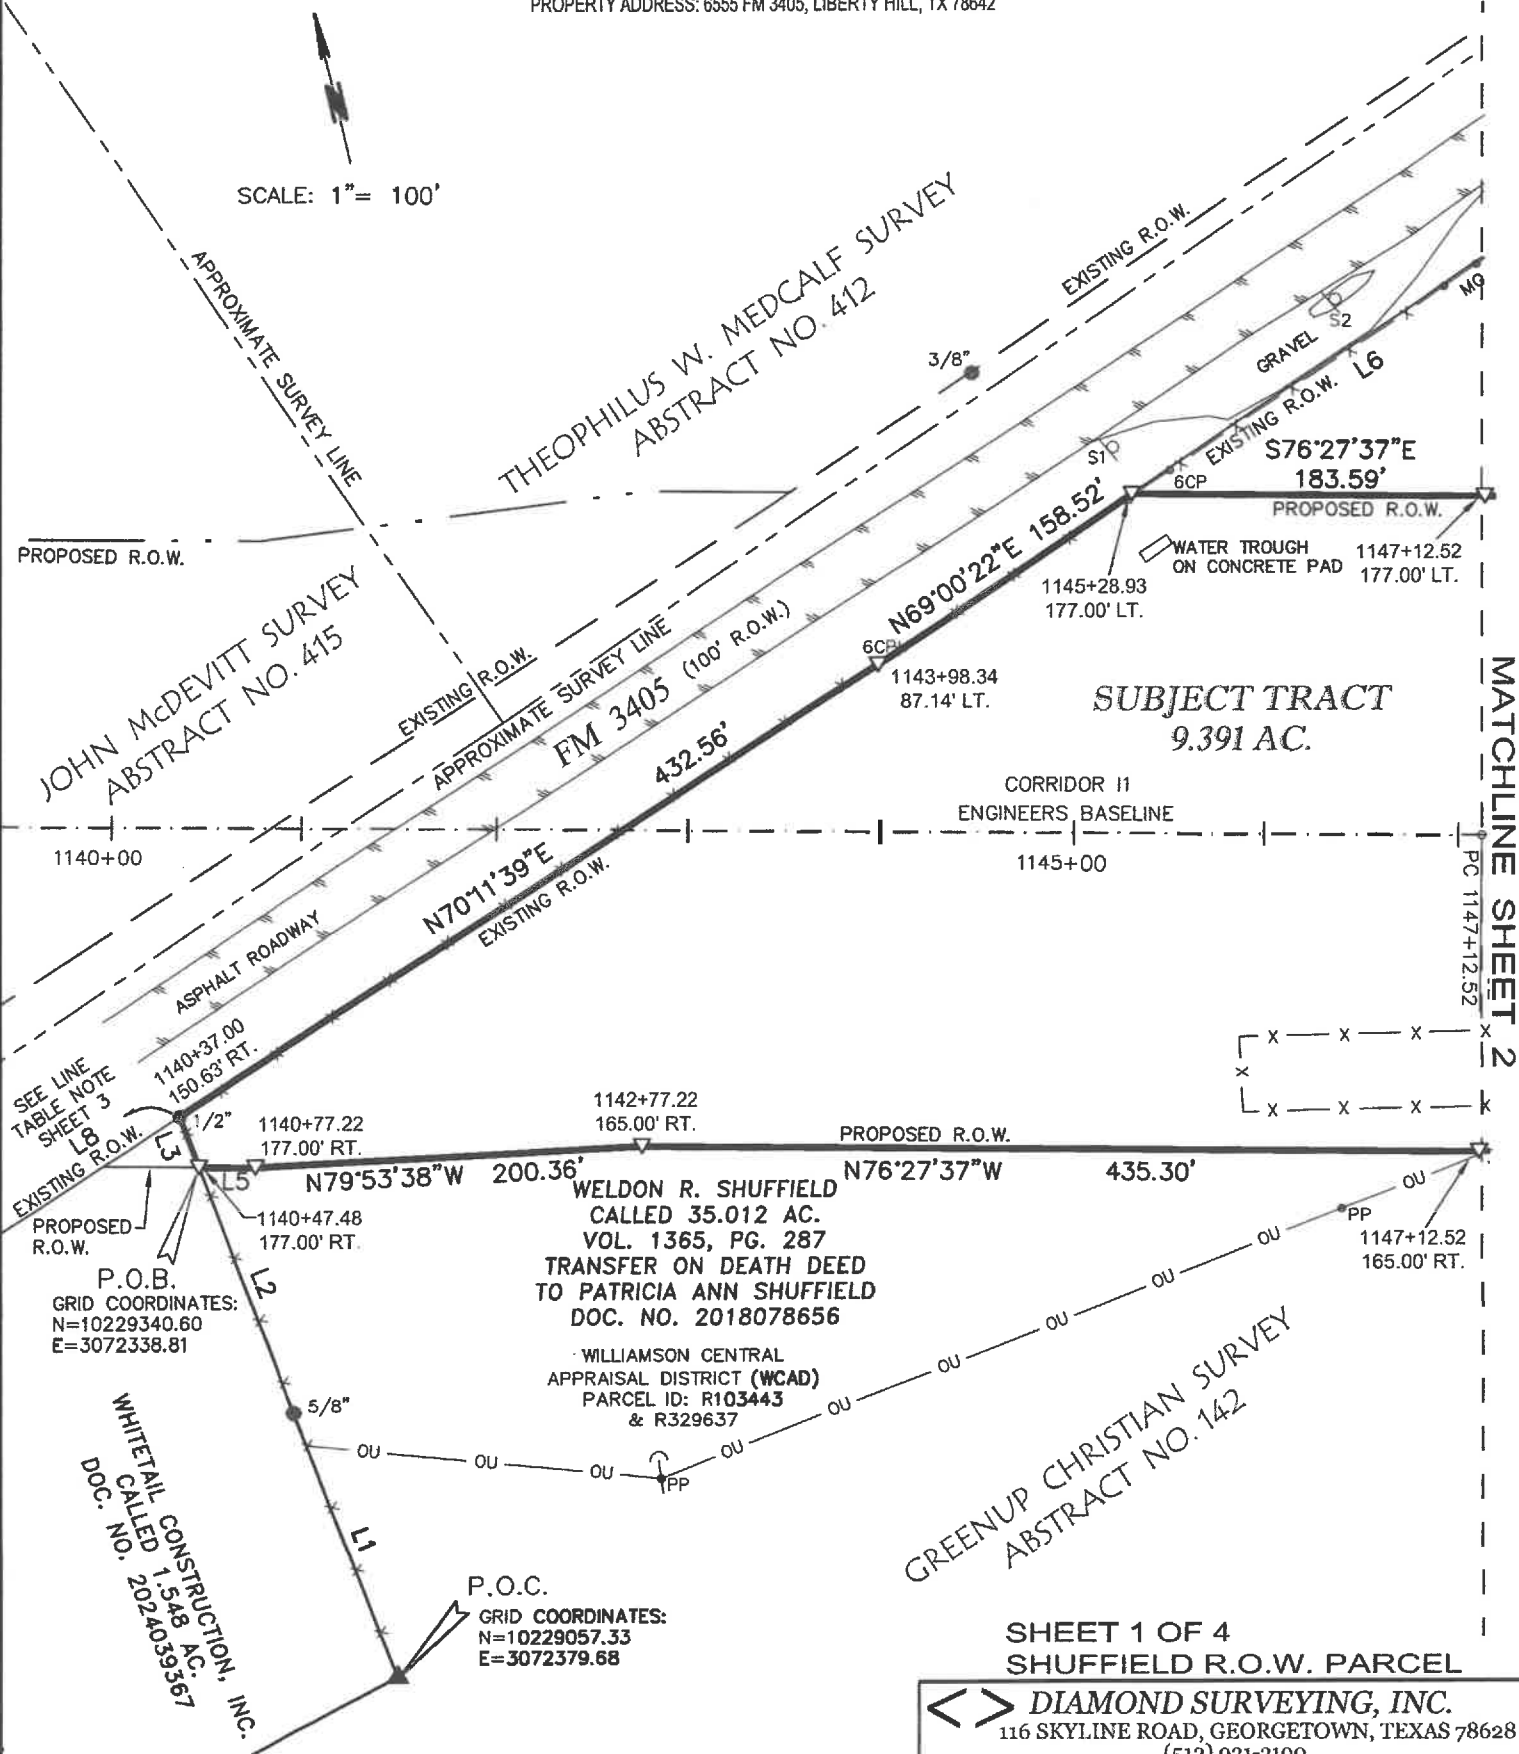 PROPERTY ADDRESS: 6555 FM 3405, LIBERTY HILL, TX 78642
N
SCALE: 1"= 100'
APPROXIMATE SURVEY LINE
THEOPHILUS W. MEDCALF SURVEY
ABSTRACT NO. 412
EXISTING R.O.W.
3/8"
S2
MO
GRAVEL
L6
EXISTING R.O.W.
S1
6CP
S76°27'37"E
183.59'
PROPOSED R.O.W.
PROPOSED R.O.W.
WATER TROUGH
ON CONCRETE PAD
1147+12.52
177.00' LT.
1145+28.93
177.00' LT.
N69°00'22"E 158.52'
JOHN McDEVITT SURVEY
ABSTRACT NO. 415
EXISTING R.O.W.
APPROXIMATE SURVEY LINE
FM 3405 (100' R.O.W.)
1143+98.34
87.14' LT.
SUBJECT TRACT
9.391 AC.
MATCHLINE SHEET 2
432.56'
CORRIDOR I1
ENGINEERS BASELINE
1140+00
1145+00
PC 1147+12.52
N70°11'39"E
EXISTING R.O.W.
ASPHALT ROADWAY
1140+37.00
150.63' RT.
SEE LINE
TABLE NOTE
SHEET 3
L8
EXISTING R.O.W.
1/2"
L3
X X X X
X
X X X X
1140+77.22
177.00' RT.
1142+77.22
165.00' RT.
PROPOSED R.O.W.
L5
N79°53'38"W 200.36'
N76°27'37"W 435.30'
PROPOSED
R.O.W.
1140+47.48
177.00' RT.
WELDON R. SHUFFIELD
CALLED 35.012 AC.
VOL. 1365, PG. 287
TRANSFER ON DEATH DEED
TO PATRICIA ANN SHUFFIELD
DOC. NO. 2018078656
OU
PP
OU
1147+12.52
165.00' RT.
P.O.B.
GRID COORDINATES:
N=10229340.60
E=3072338.81
L2
OU
OU
OU
WILLIAMSON CENTRAL
APPRAISAL DISTRICT (WCAD)
PARCEL ID: R103443
& R329637
5/8"
OU
OU
OU
OU
OU
PP
WHITETAIL CONSTRUCTION, INC.
CALLED 1.548 AC.
DOC. NO. 2024039367
GREENUP CHRISTIAN SURVEY
ABSTRACT NO. 142
L1
P.O.C.
GRID COORDINATES:
N=10229057.33
E=3072379.68
SHEET 1 OF 4
SHUFFIELD R.O.W. PARCEL
DIAMOND SURVEYING, INC.
116 SKYLINE ROAD, GEORGETOWN, TEXAS 78628